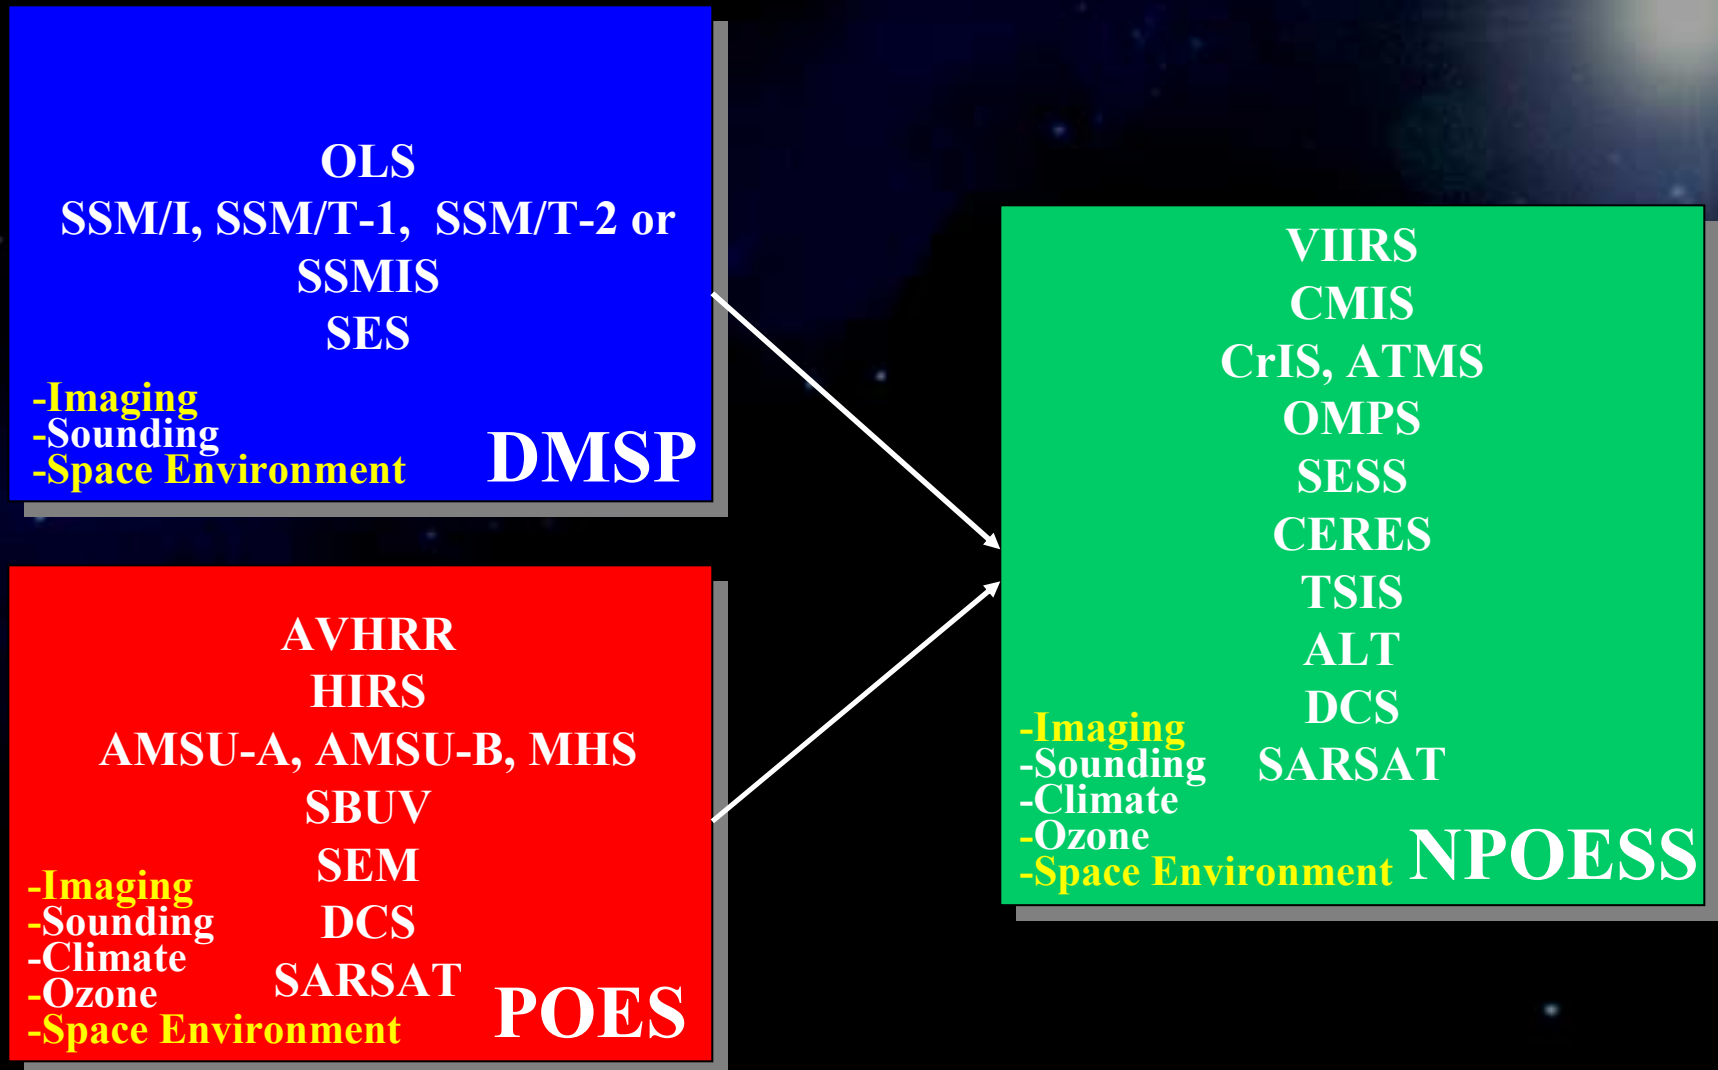 OLS
SSM/I, SSM/T-1, SSM/T-2 or
SSMIS
SES
-Imaging
-Sounding
-Space Environment
DMSP
AVHRR
HIRS
AMSU-A, AMSU-B, MHS
SBUV
SEM
DCS
SARSAT
-Imaging
-Sounding
-Climate
-Ozone
-Space Environment
POES
VIIRS
CMIS
CrIS, ATMS
OMPS
SESS
CERES
TSIS
ALT
DCS
SARSAT
-Imaging
-Sounding
-Climate
-Ozone
-Space Environment
NPOESS